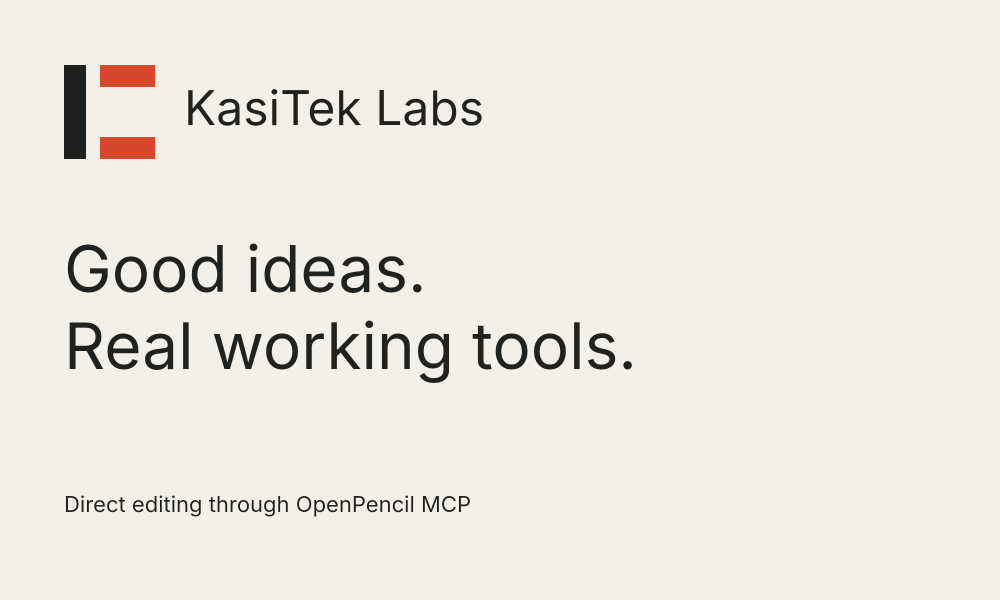 KasiTek Labs
Good ideas.
Real working tools.
Direct editing through OpenPencil MCP